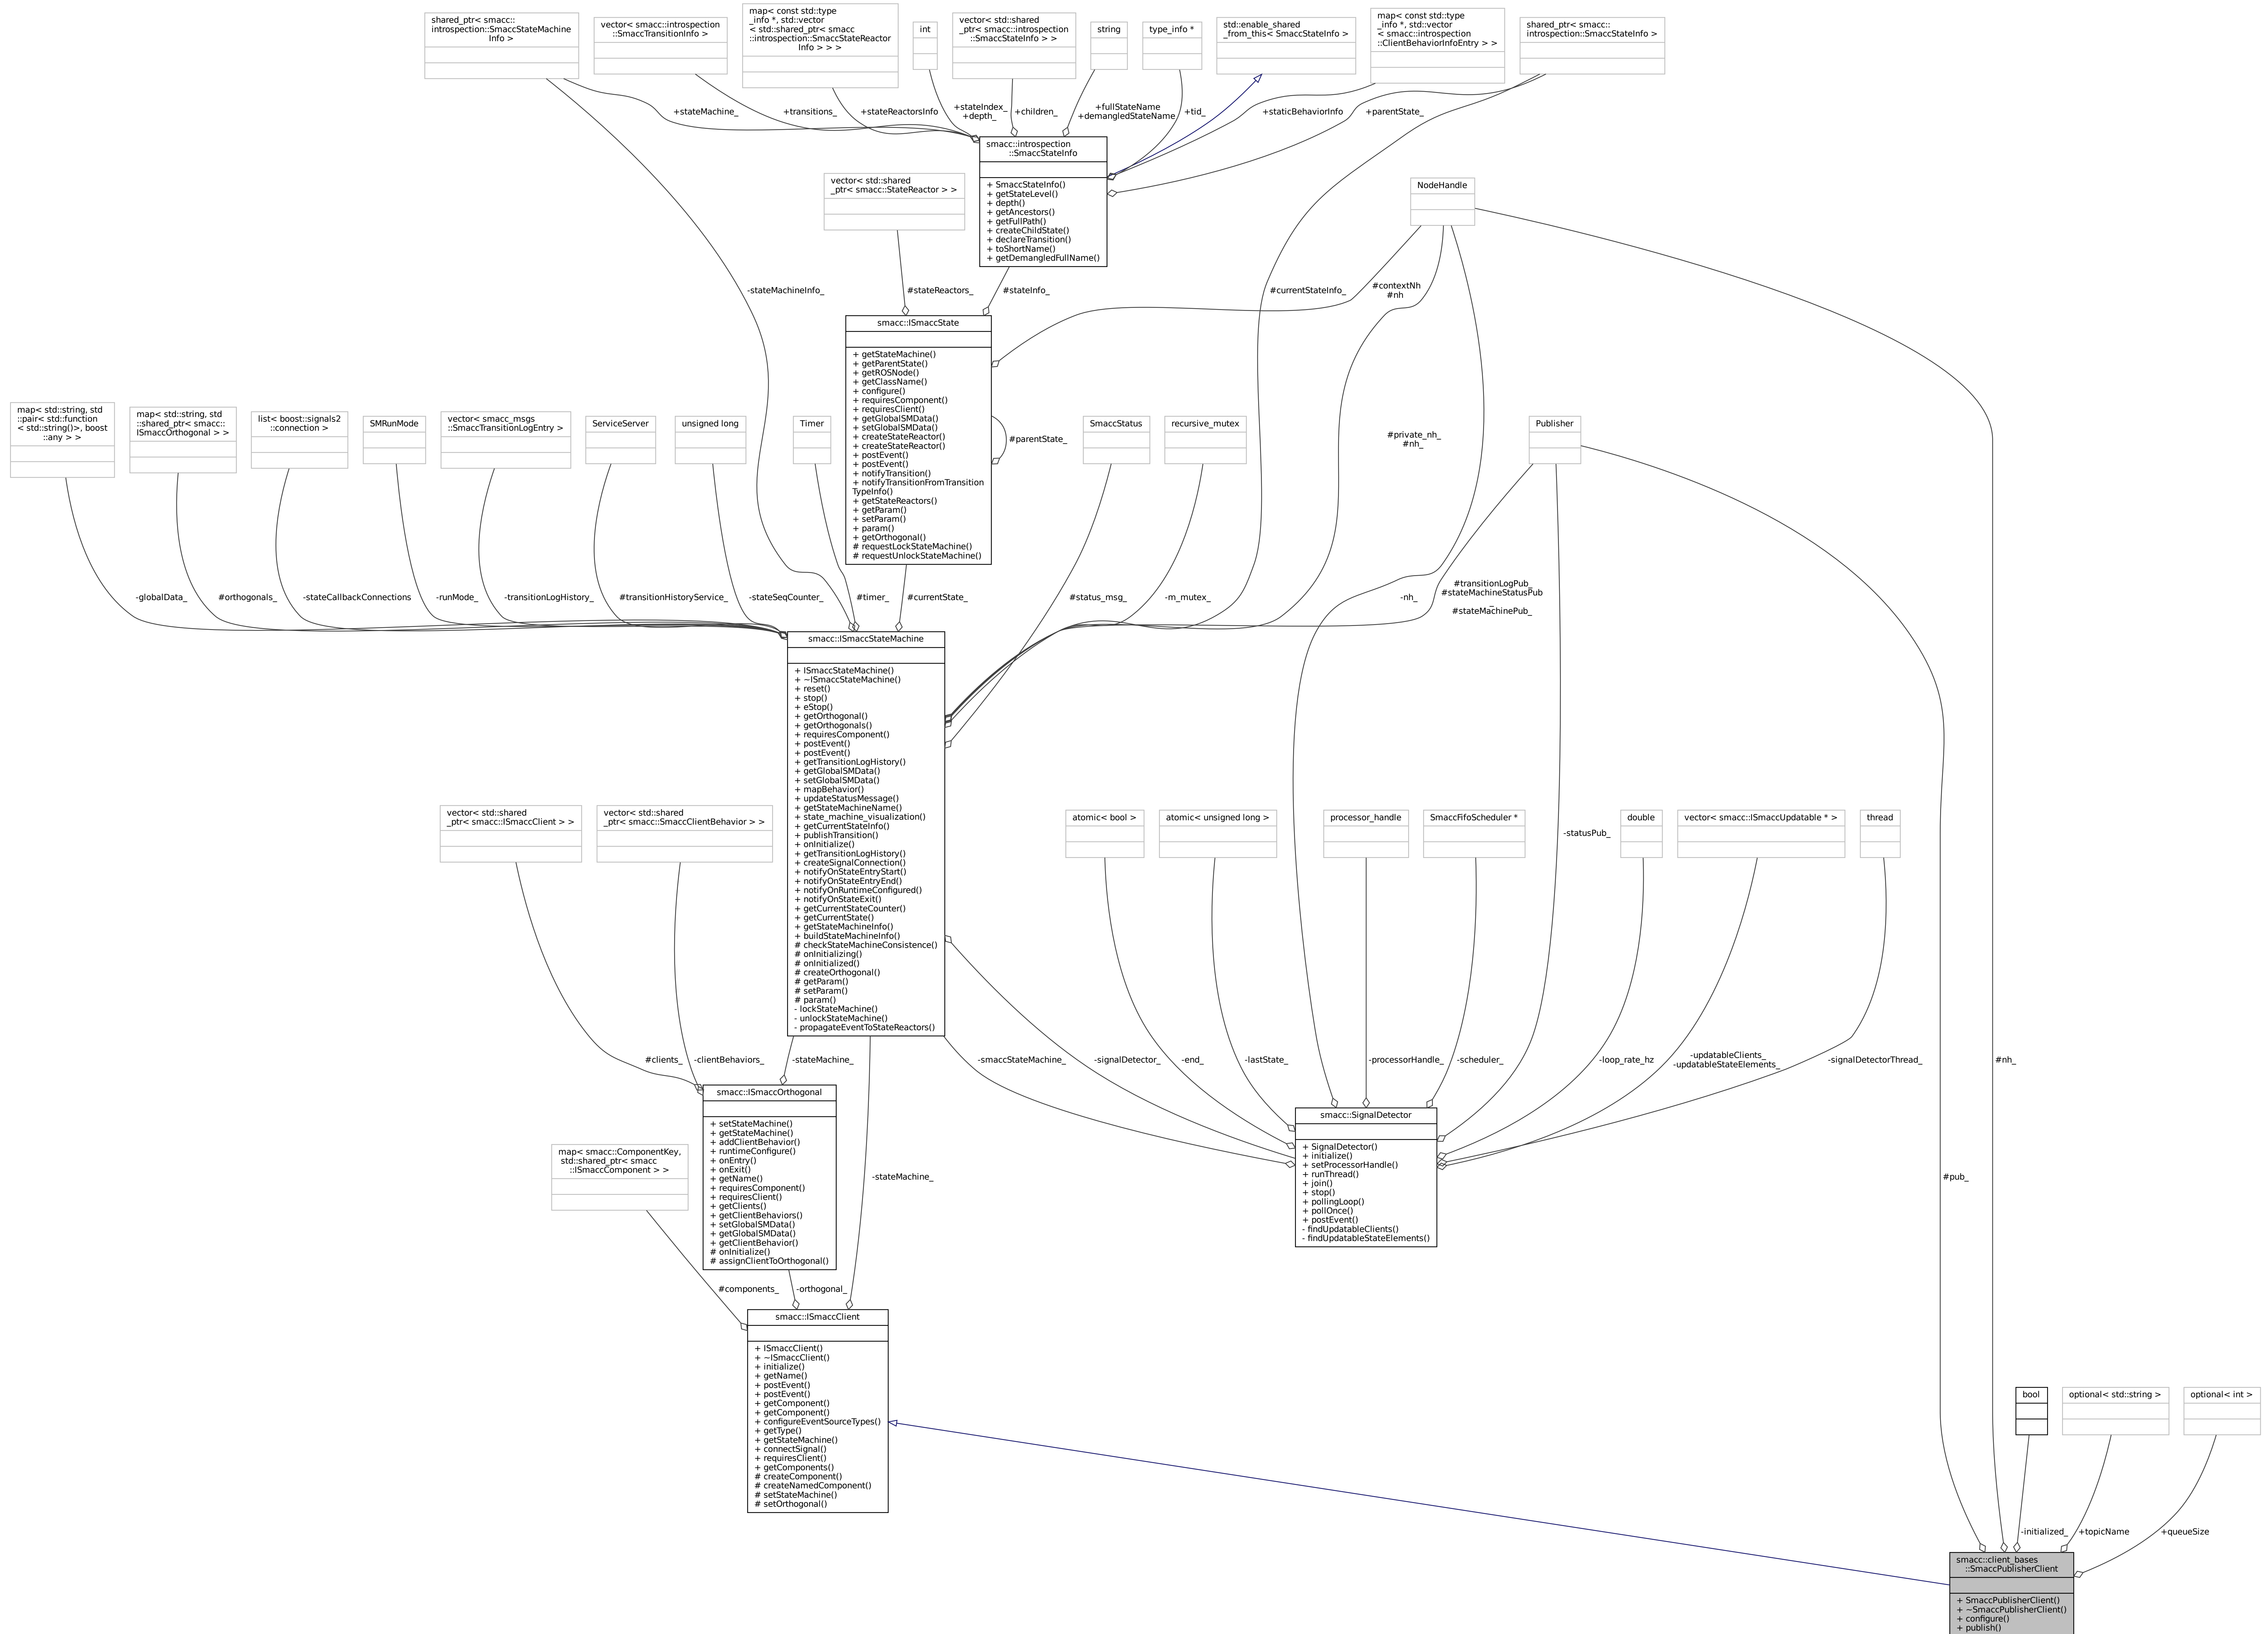 shared_ptr< smacc::
introspection::SmaccStateMachine
Info >
vector< smacc::introspection
::SmaccTransitionInfo >
map< const std::type
_info *, std::vector
< std::shared_ptr< smacc
::introspection::SmaccStateReactor
Info > > >
int
vector< std::shared
_ptr< smacc::introspection
::SmaccStateInfo > >
string
type_info *
std::enable_shared
_from_this< SmaccStateInfo >
map< const std::type
_info *, std::vector
< smacc::introspection
::ClientBehaviorInfoEntry > >
shared_ptr< smacc::
introspection::SmaccStateInfo >
+stateMachine_
+transitions_
+stateReactorsInfo
+stateIndex_
+depth_
+children_
+fullStateName
+demangledStateName
+tid_
+staticBehaviorInfo
+parentState_
smacc::introspection
::SmaccStateInfo
+ SmaccStateInfo()
+ getStateLevel()
+ depth()
+ getAncestors()
+ getFullPath()
+ createChildState()
+ declareTransition()
+ toShortName()
+ getDemangledFullName()
vector< std::shared
_ptr< smacc::StateReactor > >
NodeHandle
-stateMachineInfo_
#stateReactors_
#stateInfo_
#currentStateInfo_
#contextNh
#nh
smacc::ISmaccState
+ getStateMachine()
+ getParentState()
+ getROSNode()
+ getClassName()
+ configure()
+ requiresComponent()
+ requiresClient()
+ getGlobalSMData()
+ setGlobalSMData()
+ createStateReactor()
+ createStateReactor()
+ postEvent()
+ postEvent()
+ notifyTransition()
+ notifyTransitionFromTransition
TypeInfo()
+ getStateReactors()
+ getParam()
+ setParam()
+ param()
+ getOrthogonal()
# requestLockStateMachine()
# requestUnlockStateMachine()
#parentState_
map< std::string, std
::pair< std::function
< std::string()>, boost
::any > >
map< std::string, std
::shared_ptr< smacc::
ISmaccOrthogonal > >
list< boost::signals2
::connection >
SMRunMode
vector< smacc_msgs
::SmaccTransitionLogEntry >
ServiceServer
unsigned long
Timer
SmaccStatus
recursive_mutex
#private_nh_
#nh_
Publisher
-globalData_
#orthogonals_
-stateCallbackConnections
-runMode_
-transitionLogHistory_
#transitionHistoryService_
-stateSeqCounter_
#timer_
#currentState_
#status_msg_
-m_mutex_
-nh_
#transitionLogPub_
#stateMachineStatusPub
_
#stateMachinePub_
smacc::ISmaccStateMachine
+ ISmaccStateMachine()
+ ~ISmaccStateMachine()
+ reset()
+ stop()
+ eStop()
+ getOrthogonal()
+ getOrthogonals()
+ requiresComponent()
+ postEvent()
+ postEvent()
+ getTransitionLogHistory()
+ getGlobalSMData()
+ setGlobalSMData()
+ mapBehavior()
+ updateStatusMessage()
+ getStateMachineName()
+ state_machine_visualization()
+ getCurrentStateInfo()
+ publishTransition()
+ onInitialize()
+ getTransitionLogHistory()
+ createSignalConnection()
+ notifyOnStateEntryStart()
+ notifyOnStateEntryEnd()
+ notifyOnRuntimeConfigured()
+ notifyOnStateExit()
+ getCurrentStateCounter()
+ getCurrentState()
+ getStateMachineInfo()
+ buildStateMachineInfo()
# checkStateMachineConsistence()
# onInitializing()
# onInitialized()
# createOrthogonal()
# getParam()
# setParam()
# param()
- lockStateMachine()
- unlockStateMachine()
- propagateEventToStateReactors()
vector< std::shared
_ptr< smacc::ISmaccClient > >
vector< std::shared
_ptr< smacc::SmaccClientBehavior > >
atomic< bool >
atomic< unsigned long >
processor_handle
SmaccFifoScheduler *
-statusPub_
double
vector< smacc::ISmaccUpdatable * >
thread
#clients_
-clientBehaviors_
-stateMachine_
-smaccStateMachine_
-signalDetector_
-end_
-lastState_
-processorHandle_
-scheduler_
-loop_rate_hz
-updatableClients_
-updatableStateElements_
-signalDetectorThread_
#nh_
smacc::ISmaccOrthogonal
+ setStateMachine()
+ getStateMachine()
+ addClientBehavior()
+ runtimeConfigure()
+ onEntry()
+ onExit()
+ getName()
+ requiresComponent()
+ requiresClient()
+ getClients()
+ getClientBehaviors()
+ setGlobalSMData()
+ getGlobalSMData()
+ getClientBehavior()
# onInitialize()
# assignClientToOrthogonal()
smacc::SignalDetector
+ SignalDetector()
+ initialize()
+ setProcessorHandle()
+ runThread()
+ join()
+ stop()
+ pollingLoop()
+ pollOnce()
+ postEvent()
- findUpdatableClients()
- findUpdatableStateElements()
map< smacc::ComponentKey,
std::shared_ptr< smacc
::ISmaccComponent > >
-stateMachine_
#pub_
#components_
-orthogonal_
smacc::ISmaccClient
+ ISmaccClient()
+ ~ISmaccClient()
+ initialize()
+ getName()
+ postEvent()
+ postEvent()
+ getComponent()
+ getComponent()
+ configureEventSourceTypes()
+ getType()
+ getStateMachine()
+ connectSignal()
+ requiresClient()
+ getComponents()
# createComponent()
# createNamedComponent()
# setStateMachine()
# setOrthogonal()
bool
optional< std::string >
optional< int >
-initialized_
+topicName
+queueSize
smacc::client_bases
::SmaccPublisherClient
+ SmaccPublisherClient()
+ ~SmaccPublisherClient()
+ configure()
+ publish()